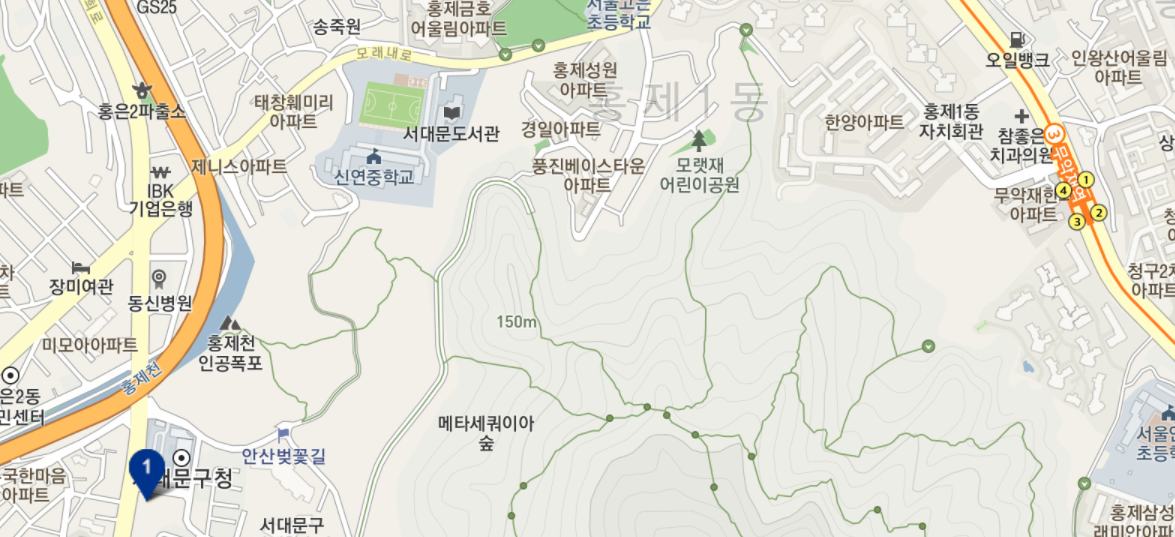 GS25
송죽원
홍제금호
어울림아파트
서울고은
초등학교
모래내로
오일뱅크
인왕산어울림
아파트
홍제성원
아파트
홍제1동
홍은2파출소
태창훼미리
아파트
서대문도서관
경일아파트
한양아파트
홍제1동
자치회관
참좋은
치과의원
3 무악재역
1
2
3
4
제니스아파트
신연중학교
풍진베이스타운
아파트
모랫재
어린이공원
IBK
기업은행
무악재한
아파트
장미여관
동신병원
청구2차
아파트
150m
미모아아파트
홍제천
인공폭포
홍제천
은2동
민센터
메타세쿼이아
숲
안산벚꽃길
1
대문구청
국한마음
아파트
서대문구
초등학
홍제삼성
래미안아파